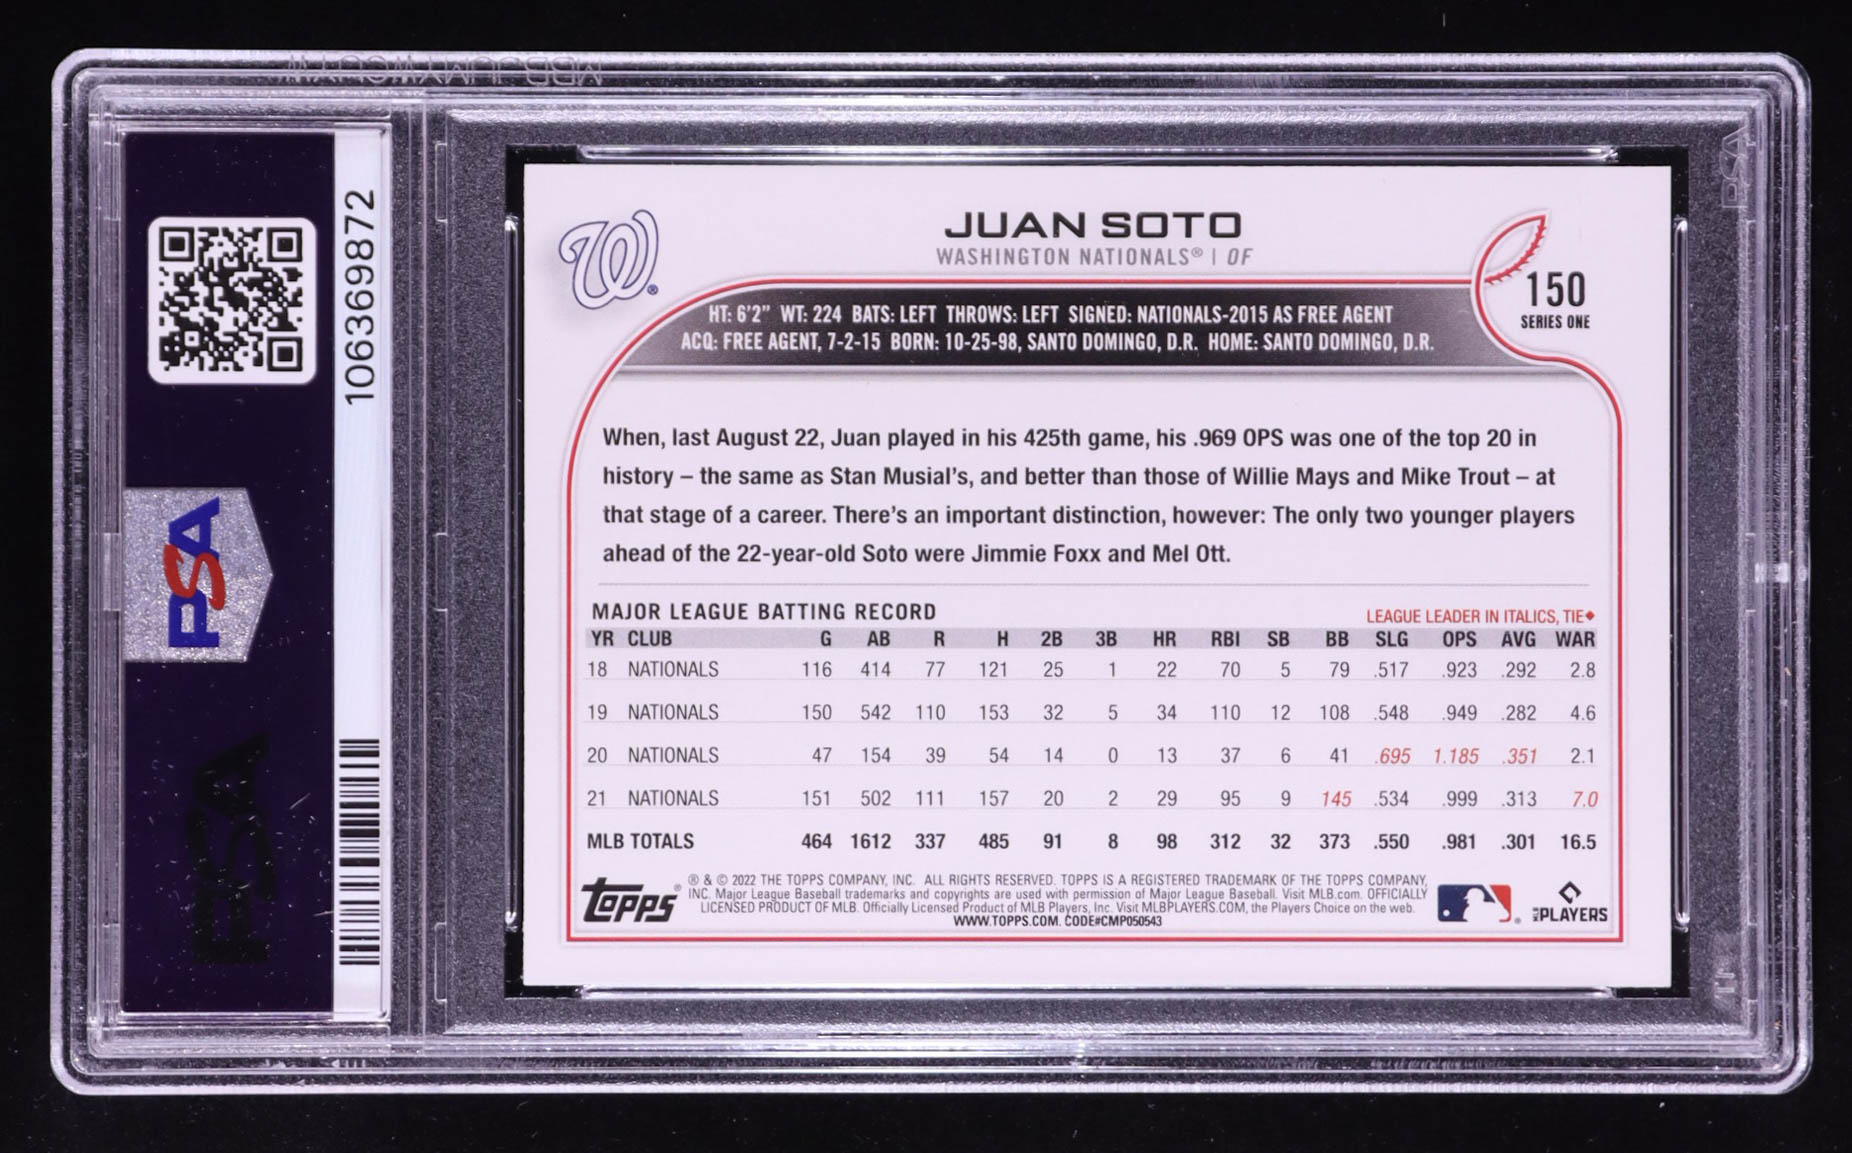 106369872
PSA
PSA
W®
JUAN SOTO
WASHINGTON NATIONALS® | OF
150
SERIES ONE
HT: 6'2" WT: 224 BATS: LEFT THROWS: LEFT SIGNED: NATIONALS-2015 AS FREE AGENT
ACQ: FREE AGENT, 7-2-15 BORN: 10-25-98, SANTO DOMINGO, D.R. HOME: SANTO DOMINGO, D.R.
When, last August 22, Juan played in his 425th game, his .969 OPS was one of the top 20 in
history – the same as Stan Musial's, and better than those of Willie Mays and Mike Trout – at
that stage of a career. There's an important distinction, however: The only two younger players
ahead of the 22-year-old Soto were Jimmie Foxx and Mel Ott.
MAJOR LEAGUE BATTING RECORD
LEAGUE LEADER IN ITALICS, TIE◆
YR CLUB G AB R H 2B 3B HR RBI SB BB SLG OPS AVG WAR
18 NATIONALS 116 414 77 121 25 1 22 70 5 79 .517 .923 .292 2.8
19 NATIONALS 150 542 110 153 32 5 34 110 12 108 .548 .949 .282 4.6
20 NATIONALS 47 154 39 54 14 0 13 37 6 41 .695 1.185 .351 2.1
21 NATIONALS 151 502 111 157 20 2 29 95 9 145 .534 .999 .313 7.0
MLB TOTALS 464 1612 337 485 91 8 98 312 32 373 .550 .981 .301 16.5
topps®
® & © 2022 THE TOPPS COMPANY, INC. ALL RIGHTS RESERVED. TOPPS IS A REGISTERED TRADEMARK OF THE TOPPS COMPANY,
INC. Major League Baseball trademarks and copyrights are used with permission of Major League Baseball. Visit MLB.com. OFFICIALLY
LICENSED PRODUCT OF MLB. Officially Licensed Product of MLB Players, Inc. Visit MLBPLAYERS.COM, the Players Choice on the web.
WWW.TOPPS.COM. CODE#CMP050543
MLB PLAYERS